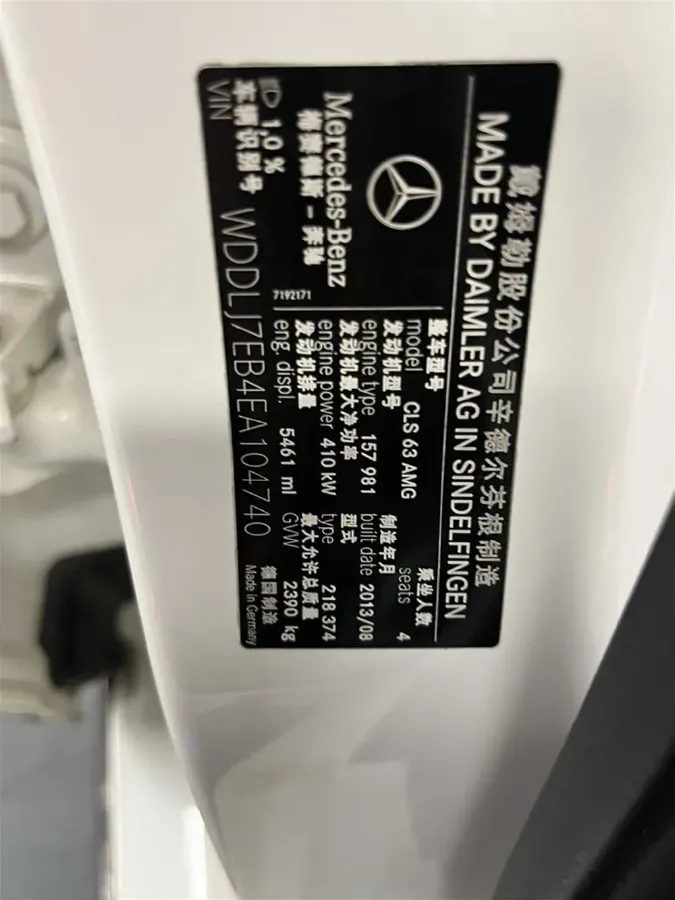 戴姆勒股份公司辛德尔芬根制造
MADE BY DAIMLER AG IN SINDELFINGEN
Mercedes-Benz
梅赛德斯－奔驰
7192171
整车型号
乘坐人数
model CLS 63 AMG
seats 4
发动机型号
制造年月
engine type 157 981
built date 2013/08
发动机最大净功率
型式
engine power 410 kW
type 218 374
发动机排量
最大允许总质量
eng. displ. 5461 ml
GVW 2390 kg
1,0 %
车辆识别号
VIN WDDLJ7EB4EA104740
德国制造
Made in Germany